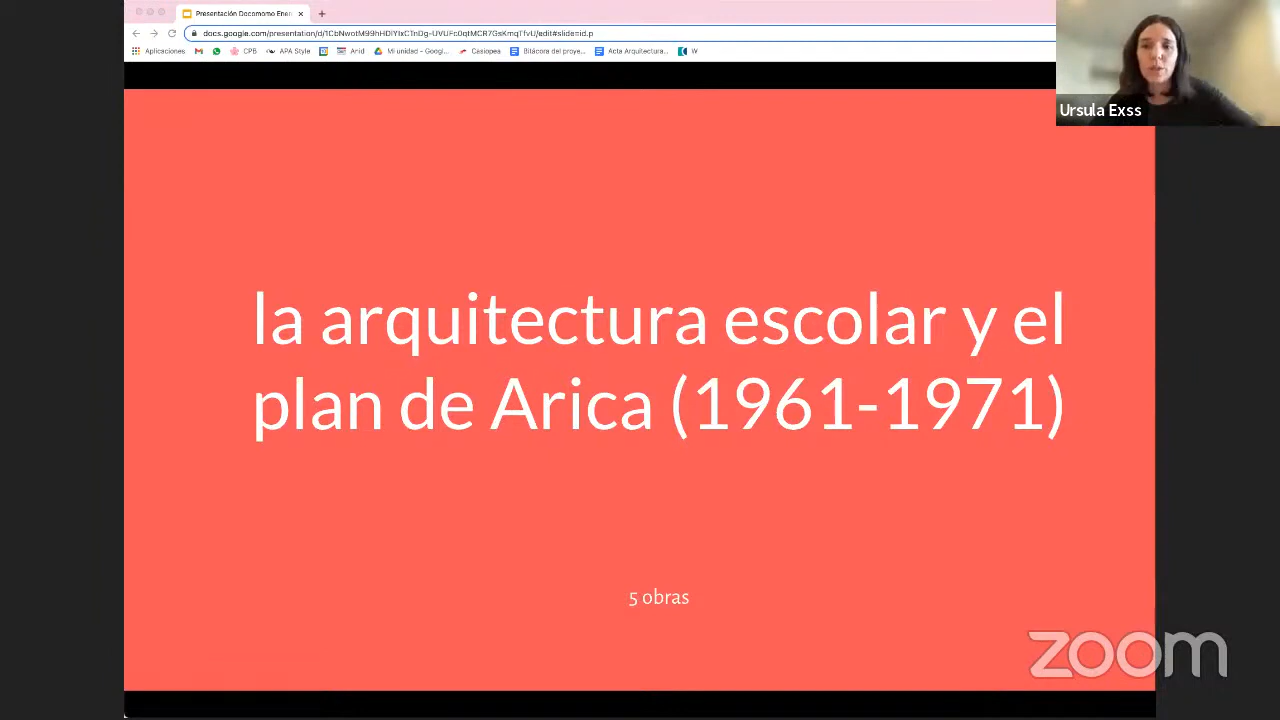 Presentación Docomomo Ener
docs.google.com/presentation/d/
Aplicaciones CPB APA Style Arid Mi unidad - Googl... Casiopea Bitácora del proye... Acta Arquitectura... W
Ursula Exss
la arquitectura escolar y el
plan de Arica (1961-1971)
5 obras
zoom